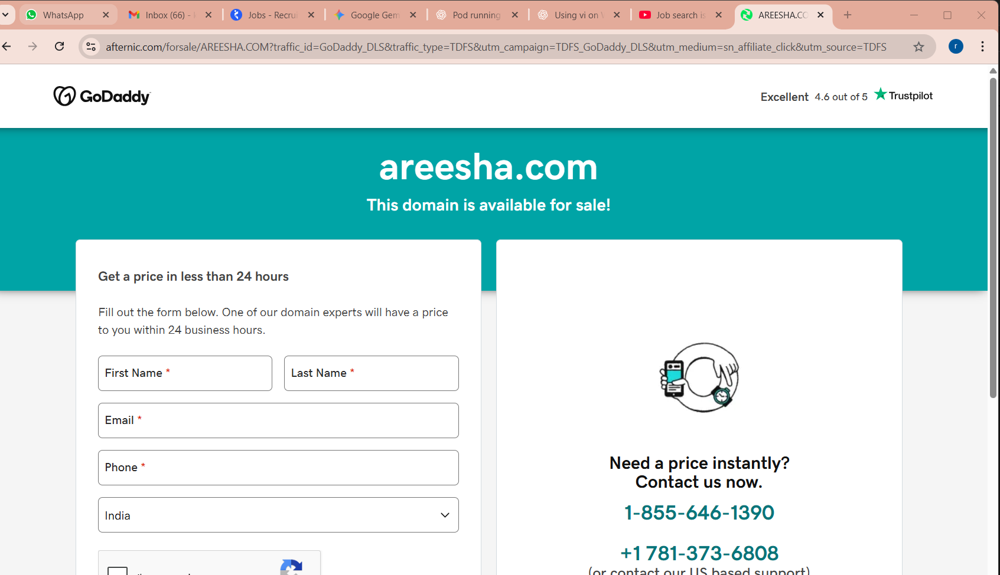 WhatsApp
Inbox (66) -
Jobs - Recrui
Google Gem
Pod running
Using vi on
Job search is
AREESHA.CO
afternic.com/forsale/AREESHA.COM?traffic_id=GoDaddy_DLS&traffic_type=TDFS&utm_campaign=TDFS_GoDaddy_DLS&utm_medium=sn_affiliate_click&utm_source=TDFS
r
GoDaddy
Excellent 4.6 out of 5 Trustpilot
areesha.com
This domain is available for sale!
Get a price in less than 24 hours
Fill out the form below. One of our domain experts will have a price
to you within 24 business hours.
First Name *
Last Name *
Email *
Phone *
India
Need a price instantly?
Contact us now.
1-855-646-1390
+1 781-373-6808
(or contact our US based support)